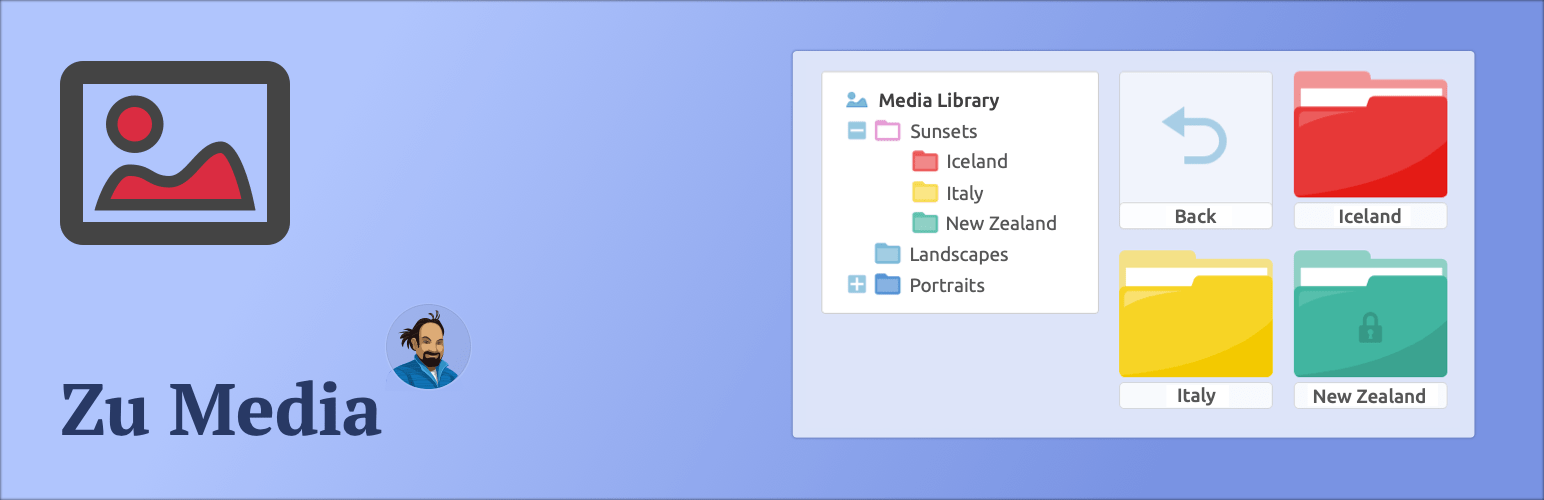 Zu Media
Media Library
Sunsets
Iceland
Italy
New Zealand
Landscapes
Portraits
Back
Iceland
Italy
New Zealand